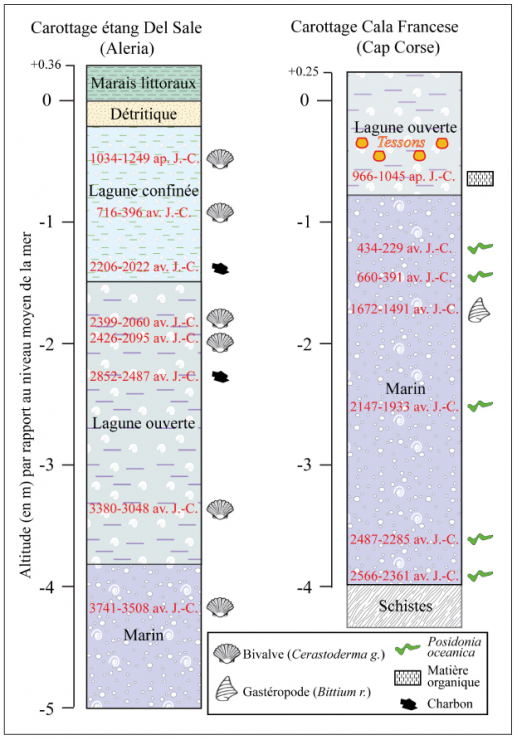 Carottage étang Del Sale
(Aleria)
Carottage Cala Francese
(Cap Corse)
Altitude (en m) par rapport au niveau moyen de la mer
+0.36
0
-1
-2
-3
-4
-5
Marais littoraux
Détritique
1034-1249 ap. J.-C.
Lagune confinée
716-396 av. J.-C.
2206-2022 av. J.-C.
2399-2060 av. J.-C.
2426-2095 av. J.-C.
2852-2487 av. J.-C.
Lagune ouverte
3380-3048 av. J.-C.
3741-3508 av. J.-C.
Marin
+0.25
0
-1
-2
-3
-4
Lagune ouverte
Tessons
966-1045 ap. J.-C.
434-229 av. J.-C.
660-391 av. J.-C.
1672-1491 av. J.-C.
Marin
2147-1933 av. J.-C.
2487-2285 av. J.-C.
2566-2361 av. J.-C.
Schistes
Bivalve (Cerastoderma g.)
Gastéropode (Bittium r.)
Posidonia
oceanica
Matière
organique
Charbon